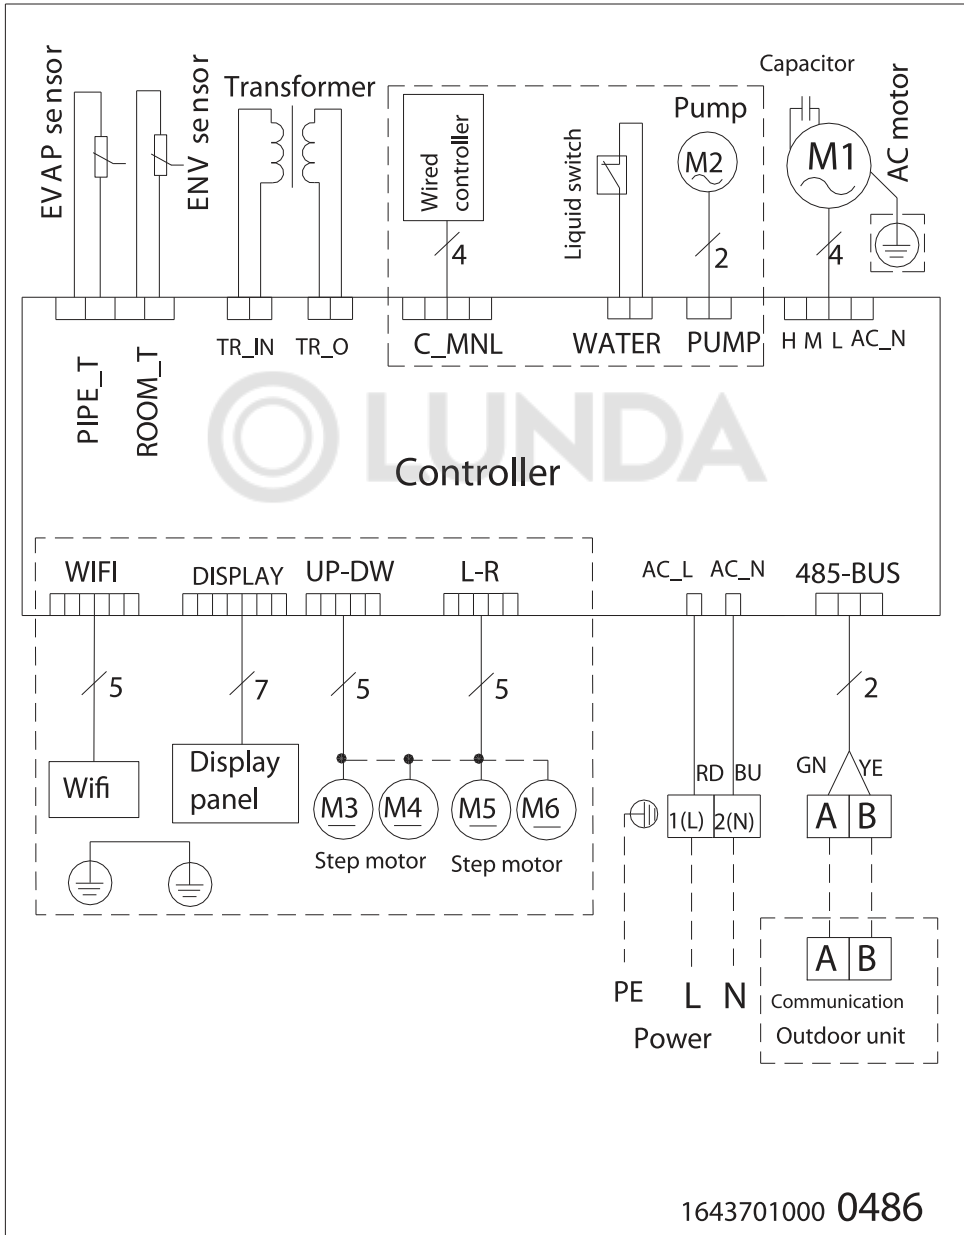 EVAP sensor
ENV sensor
Transformer
Wired controller
Liquid switch
Pump
M2
Capacitor
M1
AC motor
4
2
4
PIPE_T
ROOM_T
TR_IN
TR_O
C_MNL
WATER
PUMP
H M L AC_N
LUNDA
Controller
WIFI
DISPLAY
UP-DW
L-R
AC_L
AC_N
485-BUS
5
7
5
5
2
Wifi
Display
panel
M3
M4
M5
M6
Step motor
Step motor
RD
BU
1(L)
2(N)
GN
YE
A B
A B
PE
L
N
Power
Communication
Outdoor unit
1643701000 0486